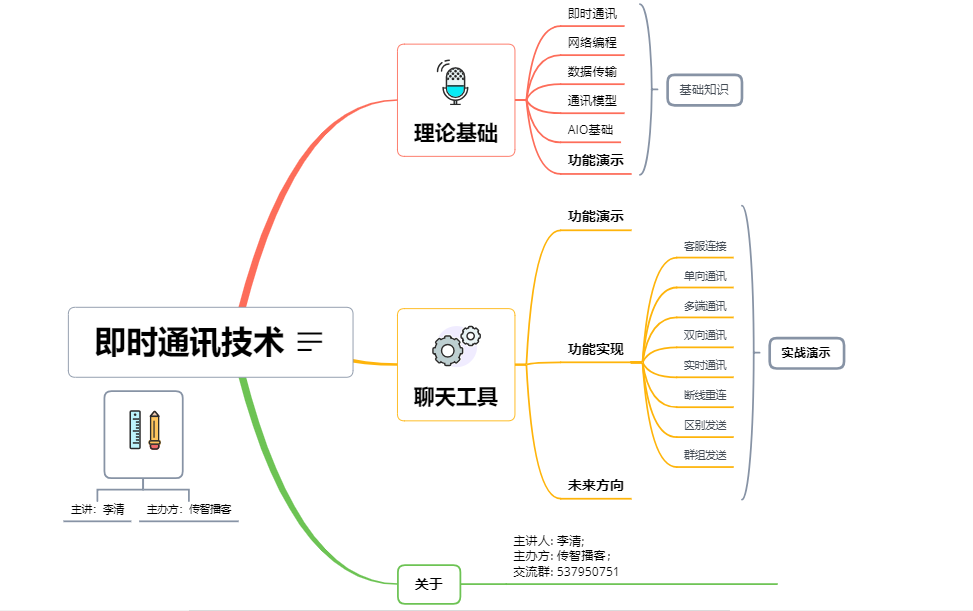 即时通讯技术
主讲：李清
主办方：传智播客
理论基础
即时通讯
网络编程
数据传输
通讯模型
AIO基础
功能演示
基础知识
聊天工具
功能演示
功能实现
客服连接
单向通讯
多端通讯
双向通讯
实时通讯
断线重连
区别发送
群组发送
未来方向
实战演示
关于
主讲人: 李清;
主办方: 传智播客;
交流群: 537950751